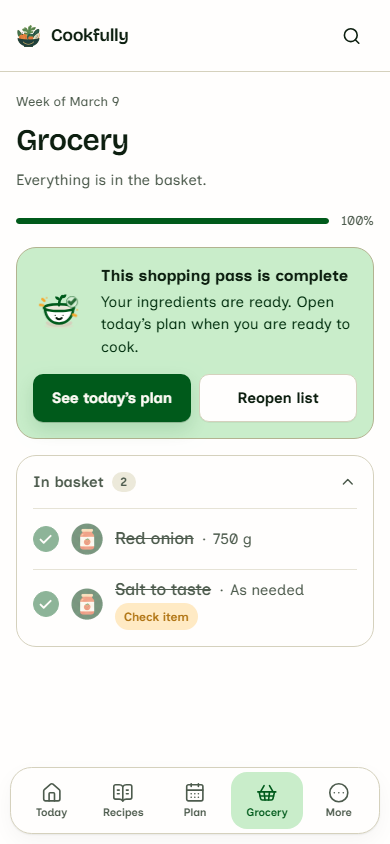 Cookfully
Week of March 9
Grocery
Everything is in the basket.
100%
This shopping pass is complete
Your ingredients are ready. Open
today’s plan when you are ready to
cook.
See today’s plan
Reopen list
In basket 2
Red onion · 750 g
Salt to taste · As needed
Check item
Today
Recipes
Plan
Grocery
More